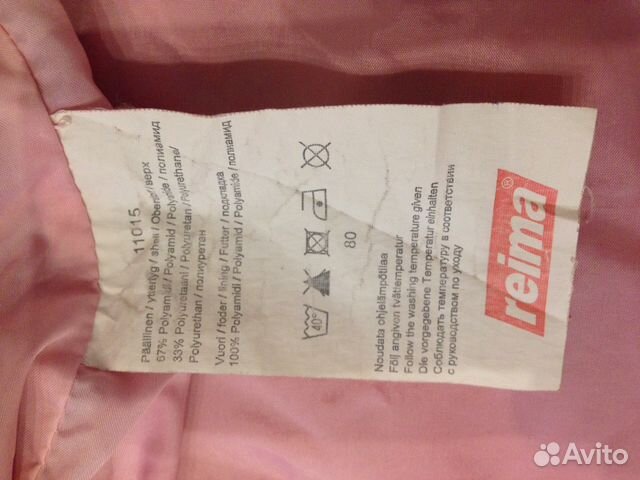 11015
Päällinen / yttertyg / shell / Oberstoff/верх
67% Polyamidi / Polyamid / Polyamide / полиамид
33% Polyuretaani / Polyuretan / Polyurethane/
Polyurethan / полиуретан
Vuori / foder / lining / Futter / подкладка
100% Polyamidi / Polyamid / Polyamide / полиамид
40°
80
Noudata ohjelämpötilaa
Följ angiven tvättemperatur
Follow the washing temperature given
Die vorgegebene Temperatur einhalten
Соблюдать температуру в соответствии
с руководством по уходу
reima®
Avito